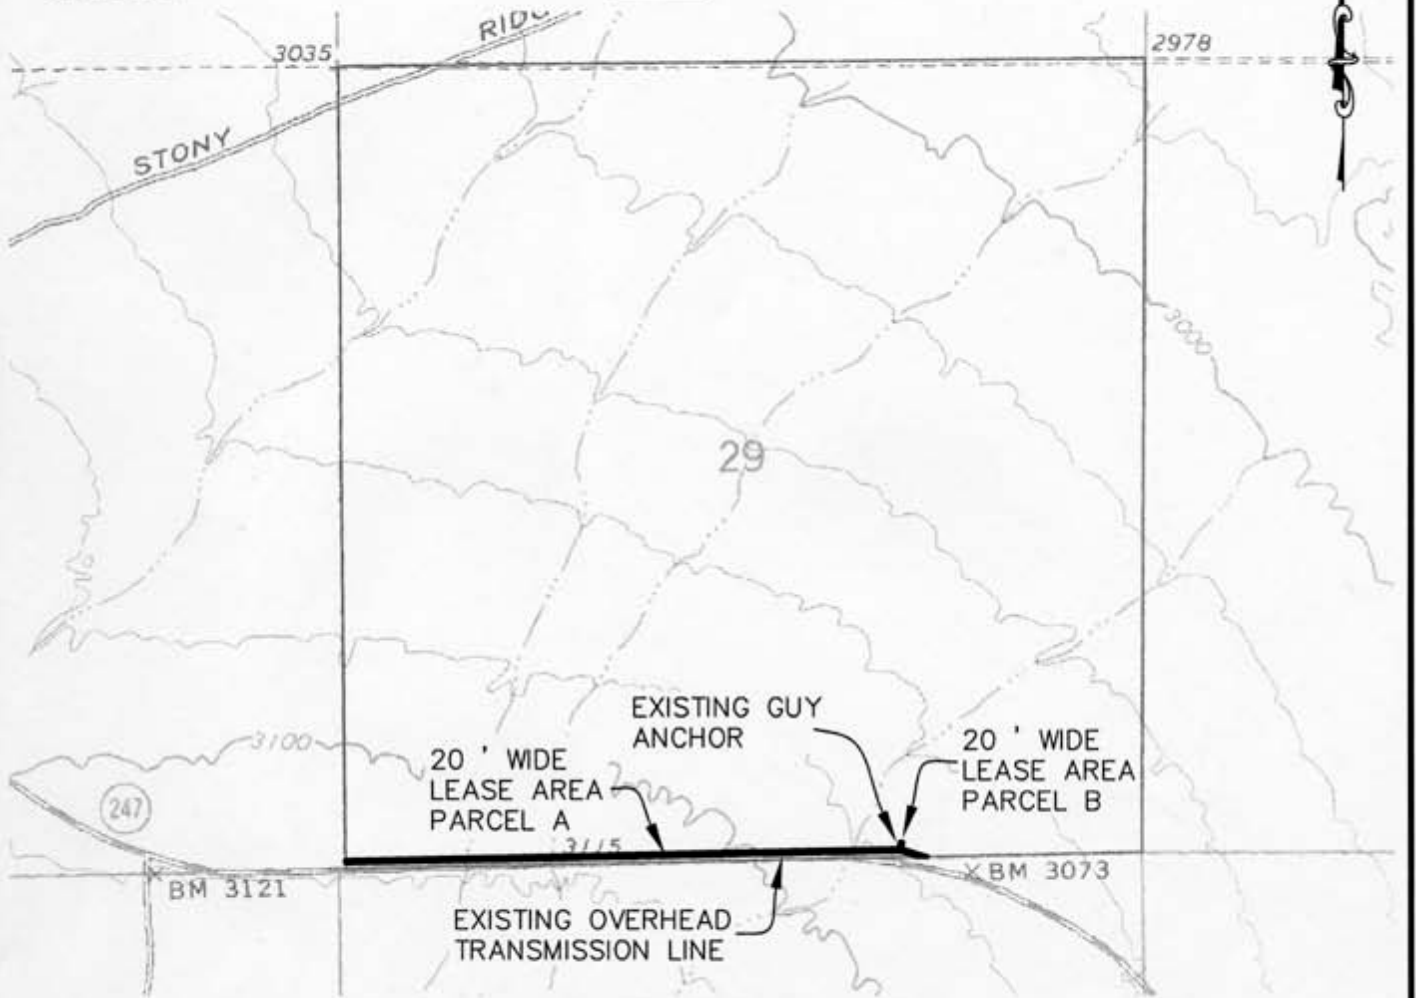 3035
2978
STONY
3000
29
EXISTING GUY
ANCHOR
3100
20 ' WIDE
LEASE AREA
PARCEL A
20 ' WIDE
LEASE AREA
PARCEL B
247
3115
BM 3121
BM 3073
EXISTING OVERHEAD
TRANSMISSION LINE